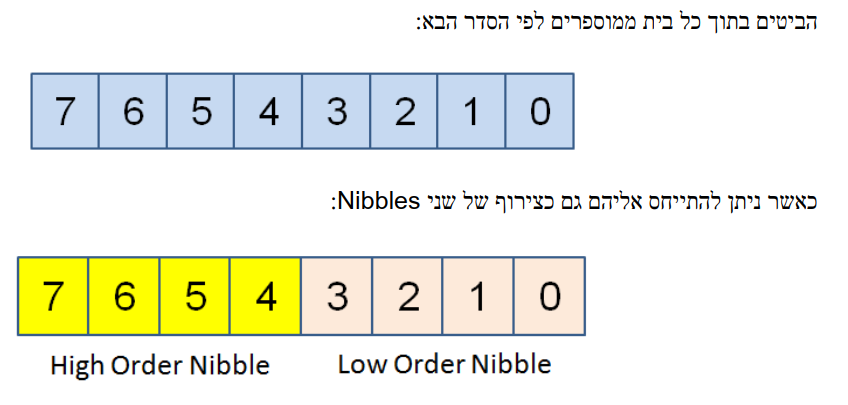 הביטים בתוך כל בית ממוספרים לפי הסדר הבא:
7 6 5 4 3 2 1 0
כאשר ניתן להתייחס אליהם גם כצירוף של שני Nibbles:
7 6 5 4 3 2 1 0
High Order Nibble Low Order Nibble